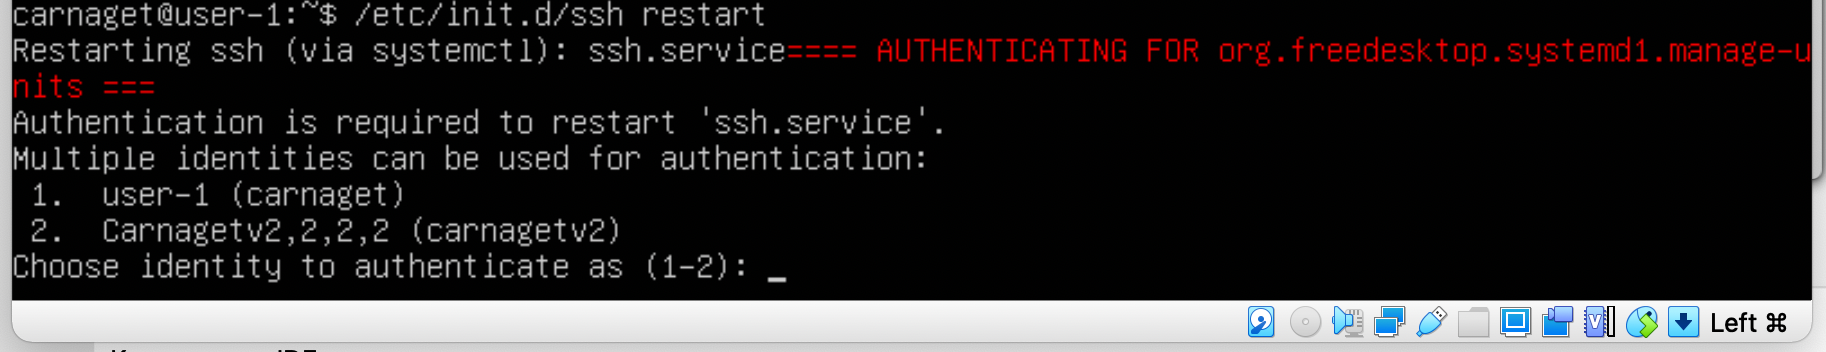 carnaget@user-1:~$ /etc/init.d/ssh restart
Restarting ssh (via systemctl): ssh.service==== AUTHENTICATING FOR org.freedesktop.systemd1.manage-u
nits ===
Authentication is required to restart 'ssh.service'.
Multiple identities can be used for authentication:
 1.  user-1 (carnaget)
 2.  Carnagetv2,2,2,2 (carnagetv2)
Choose identity to authenticate as (1-2): _
Left ⌘